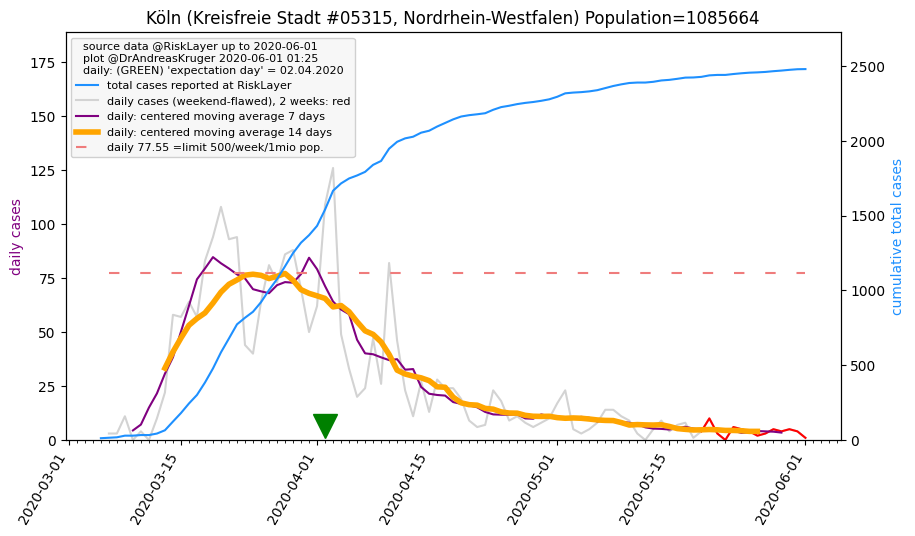 Köln (Kreisfreie Stadt #05315, Nordrhein-Westfalen) Population=1085664
source data @RiskLayer up to 2020-06-01
plot @DrAndreasKruger 2020-06-01 01:25
daily: (GREEN) 'expectation day' = 02.04.2020
total cases reported at RiskLayer
daily cases (weekend-flawed), 2 weeks: red
daily: centered moving average 7 days
daily: centered moving average 14 days
daily 77.55 =limit 500/week/1mio pop.
daily cases
175
150
125
100
75
50
25
0
2500
2000
1500
1000
500
0
cumulative total cases
2020-03-01
2020-03-15
2020-04-01
2020-04-15
2020-05-01
2020-05-15
2020-06-01